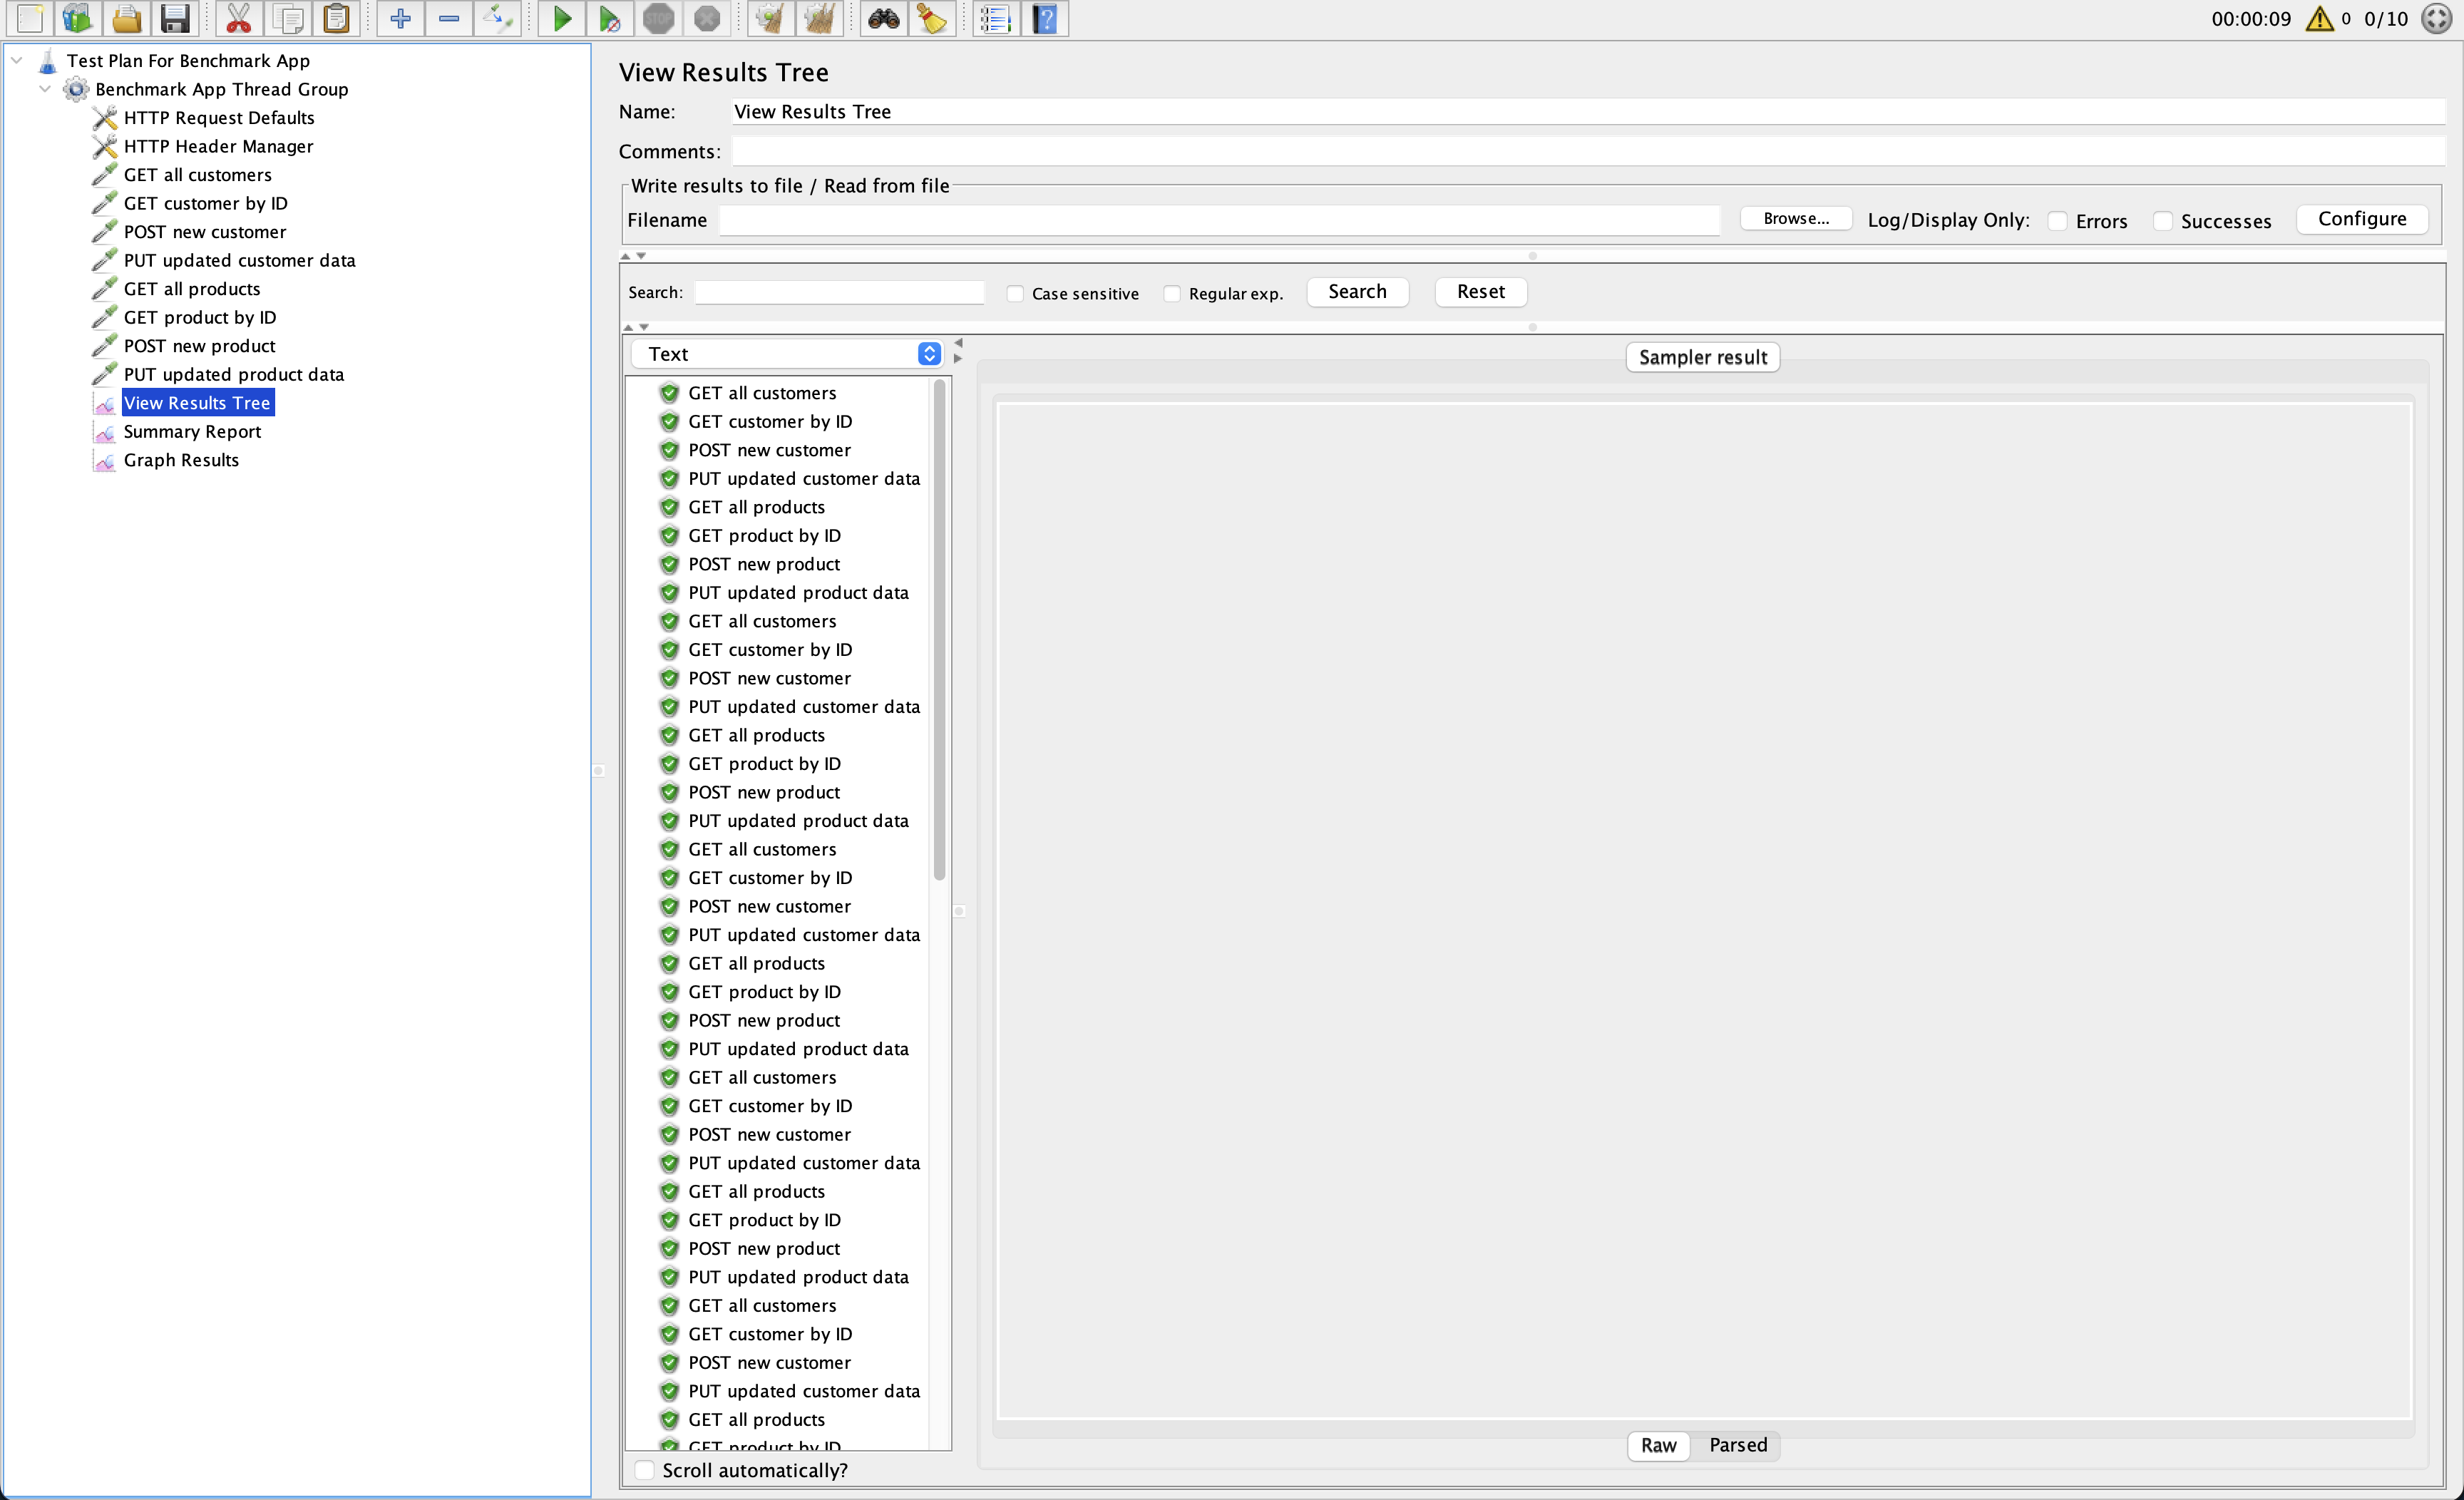 STOP
00:00:09 0 0/10
Test Plan For Benchmark App
Benchmark App Thread Group
HTTP Request Defaults
HTTP Header Manager
GET all customers
GET customer by ID
POST new customer
PUT updated customer data
GET all products
GET product by ID
POST new product
PUT updated product data
View Results Tree
Summary Report
Graph Results
View Results Tree
Name: View Results Tree
Comments:
Write results to file / Read from file
Filename Browse... Log/Display Only: Errors Successes Configure
Search: Case sensitive Regular exp. Search Reset
Text
Sampler result
GET all customers
GET customer by ID
POST new customer
PUT updated customer data
GET all products
GET product by ID
POST new product
PUT updated product data
GET all customers
GET customer by ID
POST new customer
PUT updated customer data
GET all products
GET product by ID
POST new product
PUT updated product data
GET all customers
GET customer by ID
POST new customer
PUT updated customer data
GET all products
GET product by ID
POST new product
PUT updated product data
GET all customers
GET customer by ID
POST new customer
PUT updated customer data
GET all products
GET product by ID
POST new product
PUT updated product data
GET all customers
GET customer by ID
POST new customer
PUT updated customer data
GET all products
GET product by ID
Raw Parsed
Scroll automatically?